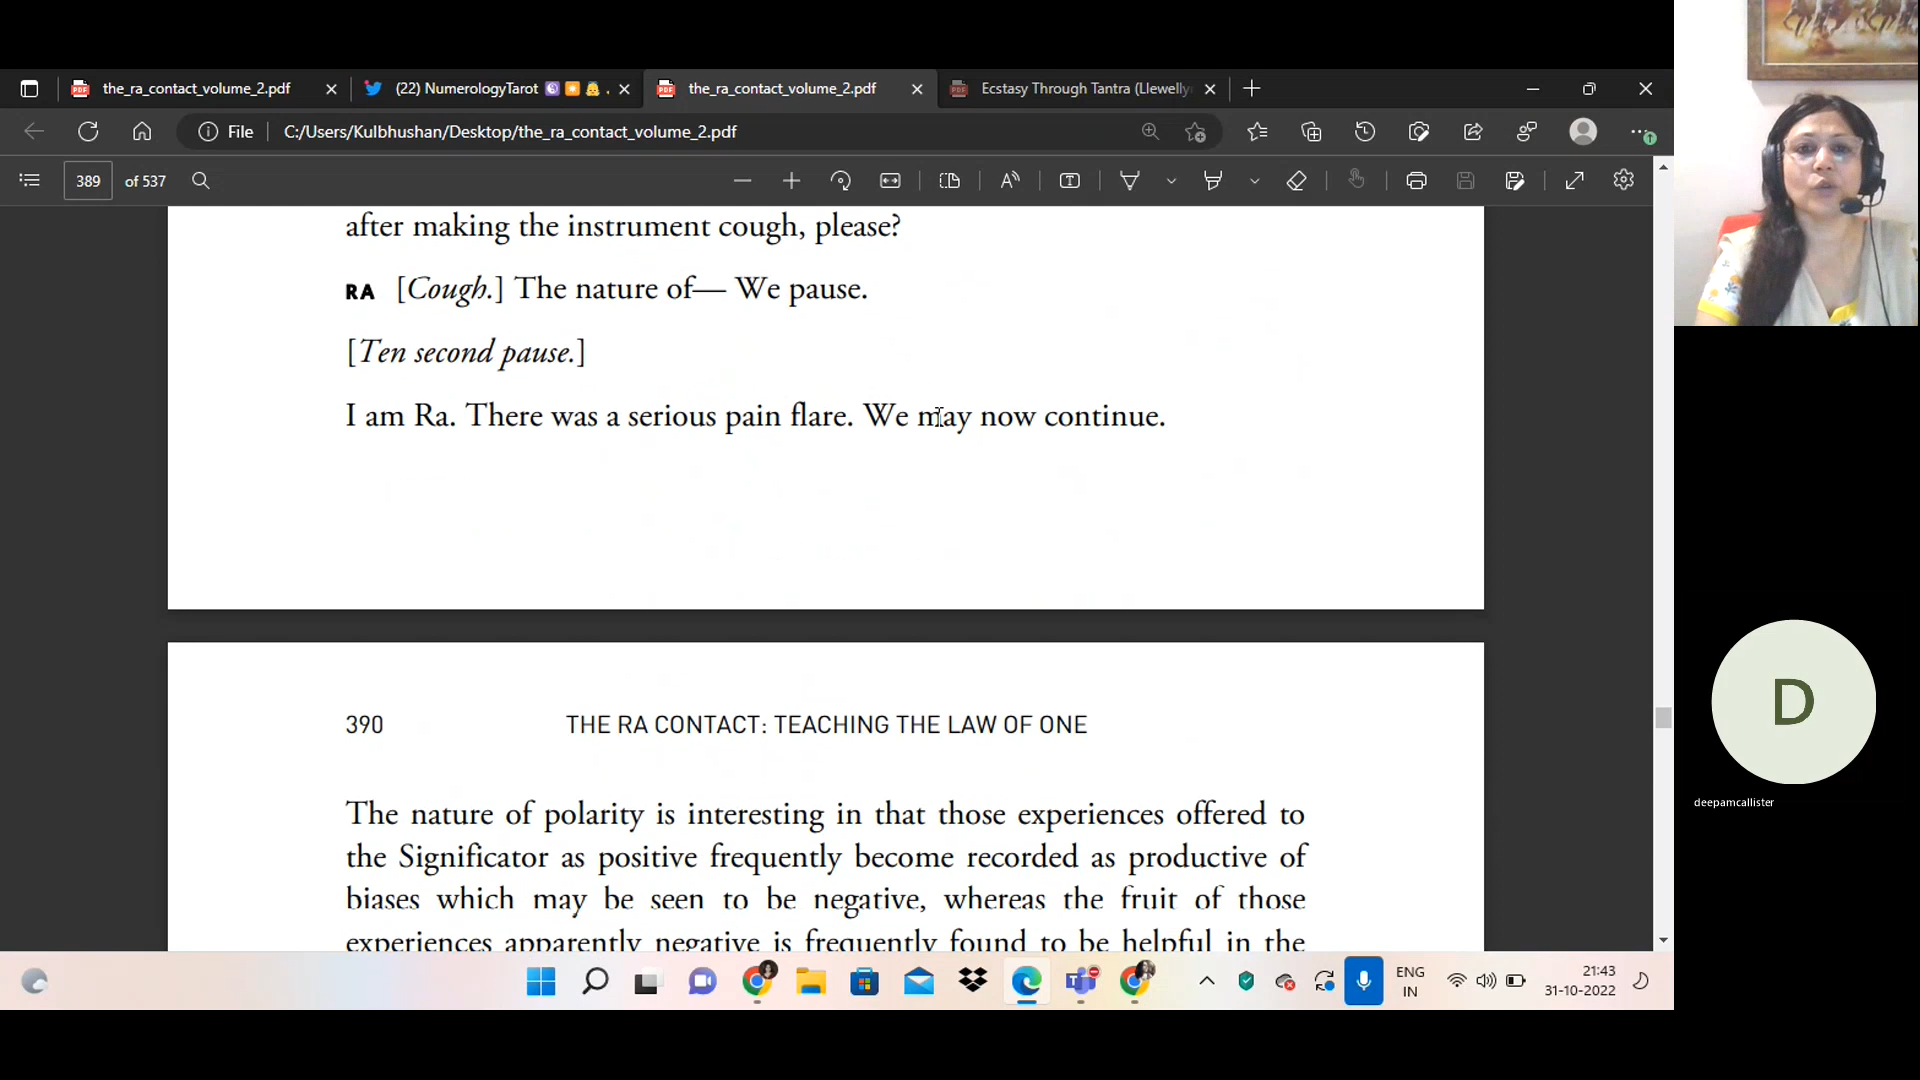 the_ra_contact_volume_2.pdf
(22) NumerologyTarot
the_ra_contact_volume_2.pdf
Ecstasy Through Tantra (Llewelly
File
C:/Users/Kulbhushan/Desktop/the_ra_contact_volume_2.pdf
389 of 537
after making the instrument cough, please?
RA [Cough.] The nature of— We pause.
[Ten second pause.]
I am Ra. There was a serious pain flare. We may now continue.
390 THE RA CONTACT: TEACHING THE LAW OF ONE
The nature of polarity is interesting in that those experiences offered to
the Significator as positive frequently become recorded as productive of
biases which may be seen to be negative, whereas the fruit of those
experiences apparently negative is frequently found to be helpful in the
D
deepamcallister
ENG
IN
21:43
31-10-2022